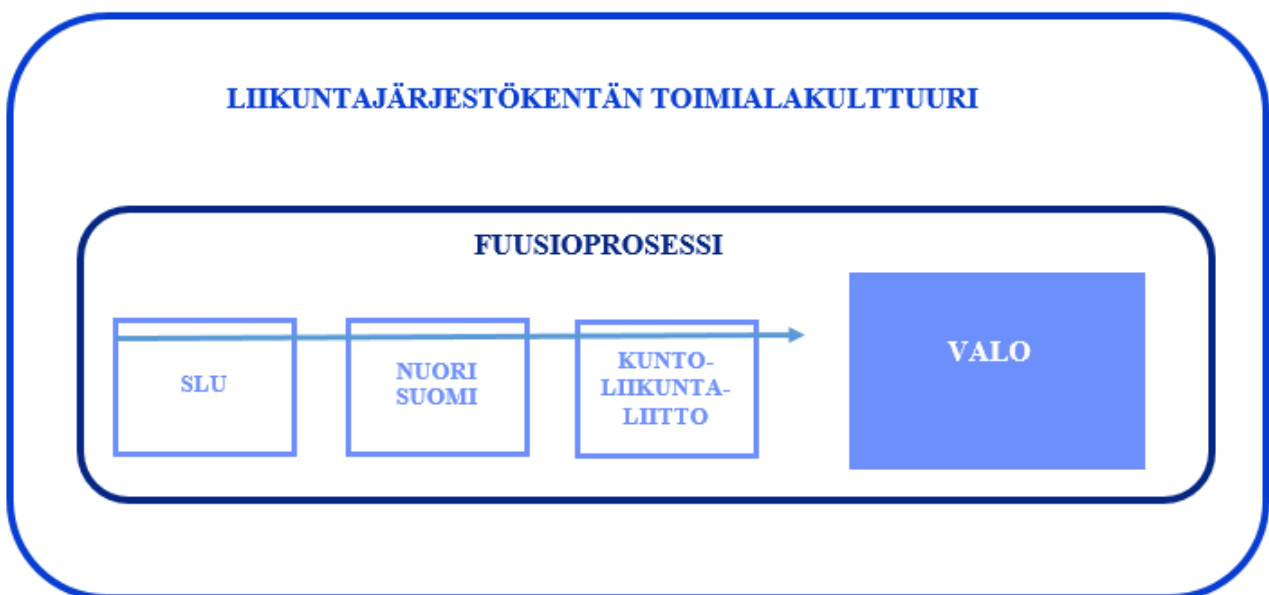 LIIKUNTAJÄRJESTÖKENTÄN TOIMIALAKULTTUURI
FUUSIOPROSESSI
SLU
NUORI
SUOMI
KUNTO-
LIIKUNTA-
LIITTO
VALO